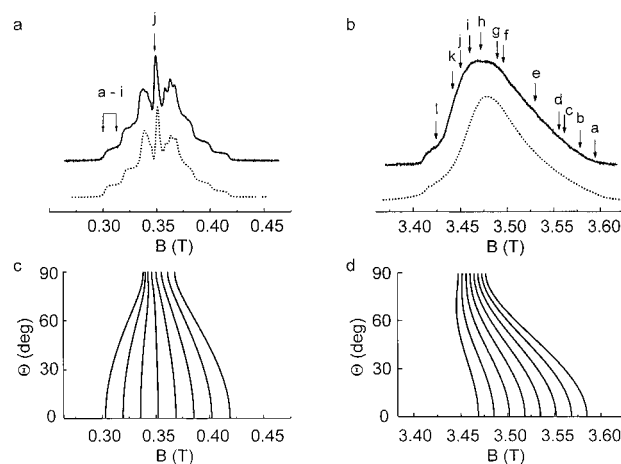 a
j
a - i
0.30 0.35 0.40 0.45
B (T)
b
l k j i h g f e d c b a
3.40 3.45 3.50 3.55 3.60
B (T)
c
90
60
30
0
Θ (deg)
0.30 0.35 0.40 0.45
B (T)
d
90
60
30
0
Θ (deg)
3.40 3.45 3.50 3.55 3.60
B (T)